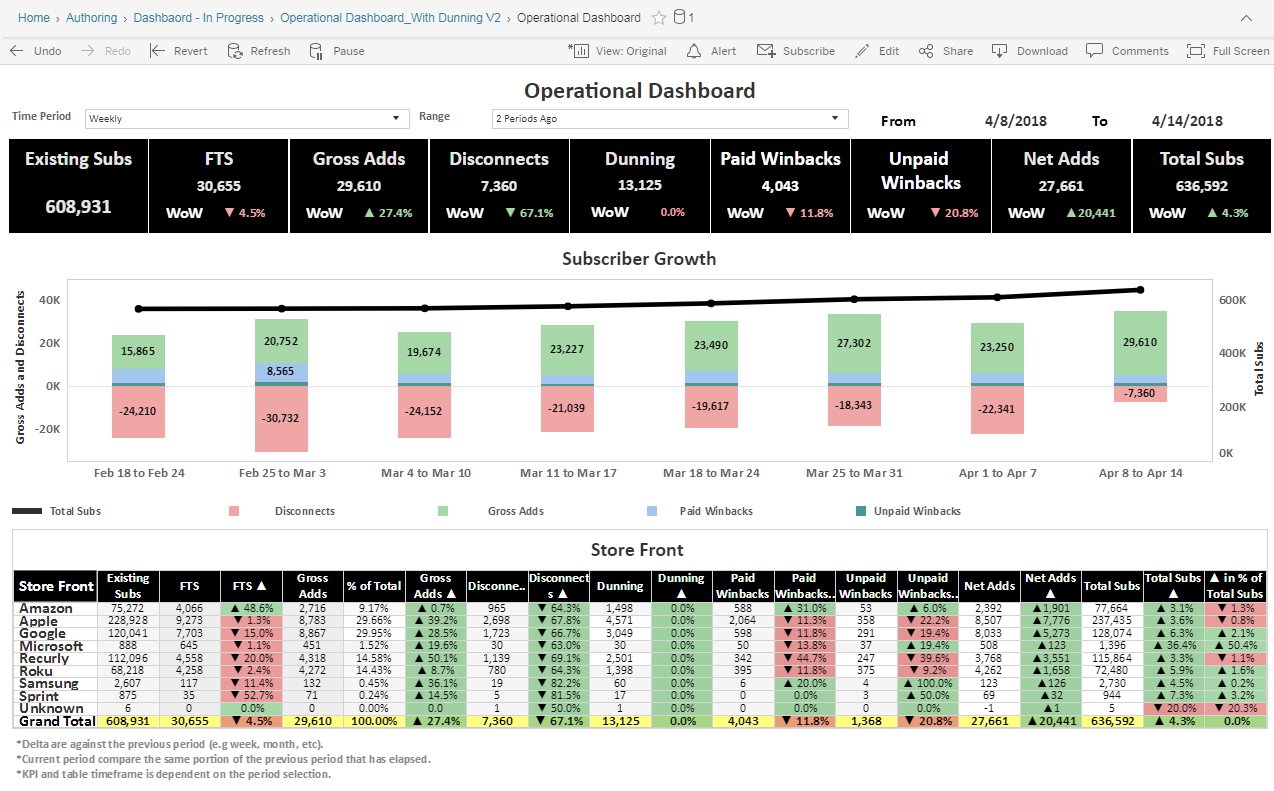 Home › Authoring › Dashbaord - In Progress › Operational Dashboard_With Dunning V2 › Operational Dashboard 1
Undo Redo Revert Refresh Pause View: Original Alert Subscribe Edit Share Download Comments Full Screen
Operational Dashboard
Time Period Weekly Range 2 Periods Ago From 4/8/2018 To 4/14/2018
Existing Subs
608,931
FTS
30,655
WoW ▼ 4.5%
Gross Adds
29,610
WoW ▲ 27.4%
Disconnects
7,360
WoW ▼ 67.1%
Dunning
13,125
WoW 0.0%
Paid Winbacks
4,043
WoW ▼ 11.8%
Unpaid
Winbacks
WoW ▼ 20.8%
Net Adds
27,661
WoW ▲20,441
Total Subs
636,592
WoW ▲ 4.3%
Subscriber Growth
Gross Adds and Disconnects
40K
20K
0K
-20K
15,865 20,752 19,674 23,227 23,490 27,302 23,250 29,610
8,565
-24,210 -30,732 -24,152 -21,039 -19,617 -18,343 -22,341 -7,360
600K
400K
200K
0K
Total Subs
Feb 18 to Feb 24 Feb 25 to Mar 3 Mar 4 to Mar 10 Mar 11 to Mar 17 Mar 18 to Mar 24 Mar 25 to Mar 31 Apr 1 to Apr 7 Apr 8 to Apr 14
Total Subs Disconnects Gross Adds Paid Winbacks Unpaid Winbacks
Store Front
Store Front Existing Subs FTS FTS ▲ Gross Adds % of Total Gross Adds ▲ Disconne.. Disconnects ▲ Dunning Dunning ▲ Paid Winbacks Paid Winbacks.. Unpaid Winbacks Unpaid Winbacks.. Net Adds Net Adds ▲ Total Subs Total Subs ▲ ▲ in % of Total Subs
Amazon 75,272 4,066 ▲ 48.6% 2,716 9.17% ▲ 0.7% 965 ▼ 64.3% 1,498 0.0% 588 ▲ 31.0% 53 ▲ 6.0% 2,392 ▲1,901 77,664 ▲ 3.1% ▼ 1.3%
Apple 228,928 9,273 ▼ 1.3% 8,783 29.66% ▲ 39.2% 2,698 ▼ 67.8% 4,571 0.0% 2,064 ▼ 11.3% 358 ▼ 22.2% 8,507 ▲7,776 237,435 ▲ 3.6% ▼ 0.8%
Google 120,041 7,703 ▼ 15.0% 8,867 29.95% ▲ 28.5% 1,723 ▼ 66.7% 3,049 0.0% 598 ▼ 11.8% 291 ▼ 19.4% 8,033 ▲5,273 128,074 ▲ 6.3% ▲ 2.1%
Microsoft 888 645 ▼ 1.1% 451 1.52% ▲ 19.6% 30 ▼ 63.0% 30 0.0% 50 ▼ 13.8% 37 ▲ 19.4% 508 ▲123 1,396 ▲ 36.4% ▲ 50.4%
Recurly 112,096 4,558 ▼ 20.0% 4,318 14.58% ▲ 50.1% 1,139 ▼ 69.1% 2,501 0.0% 342 ▼ 44.7% 247 ▼ 39.6% 3,768 ▲3,551 115,864 ▲ 3.3% ▼ 1.1%
Roku 68,218 4,258 ▼ 2.4% 4,272 14.43% ▲ 8.7% 780 ▼ 64.3% 1,398 0.0% 395 ▼ 11.8% 375 ▼ 9.2% 4,262 ▲1,658 72,480 ▲ 5.9% ▲ 1.6%
Samsung 2,607 117 ▼ 11.4% 132 0.45% ▲ 36.1% 19 ▼ 82.2% 60 0.0% 6 ▲ 20.0% 4 ▲ 100.0% 123 ▲126 2,730 ▲ 4.5% ▲ 0.2%
Sprint 875 35 ▼ 52.7% 71 0.24% ▲ 14.5% 5 ▼ 81.5% 17 0.0% 0 0.0% 3 ▲ 50.0% 69 ▲32 944 ▲ 7.3% ▲ 3.2%
Unknown 6 0 0.0% 0 0.00% 0.0 1 ▼ 50.0% 1 0.0% 0 0.0% 0 0.0% -1 ▲1 5 ▼ 20.0% ▼ 20.3%
Grand Total 608,931 30,655 ▼ 4.5% 29,610 100.00% ▲ 27.4% 7,360 ▼ 67.1% 13,125 0.0% 4,043 ▼ 11.8% 1,368 ▼ 20.8% 27,661 ▲20,441 636,592 ▲ 4.3% 0.0%
*Delta are against the previous period (e.g week, month, etc).
*Current period compare the same portion of the previous period that has elapsed.
*KPI and table timeframe is dependent on the period selection.